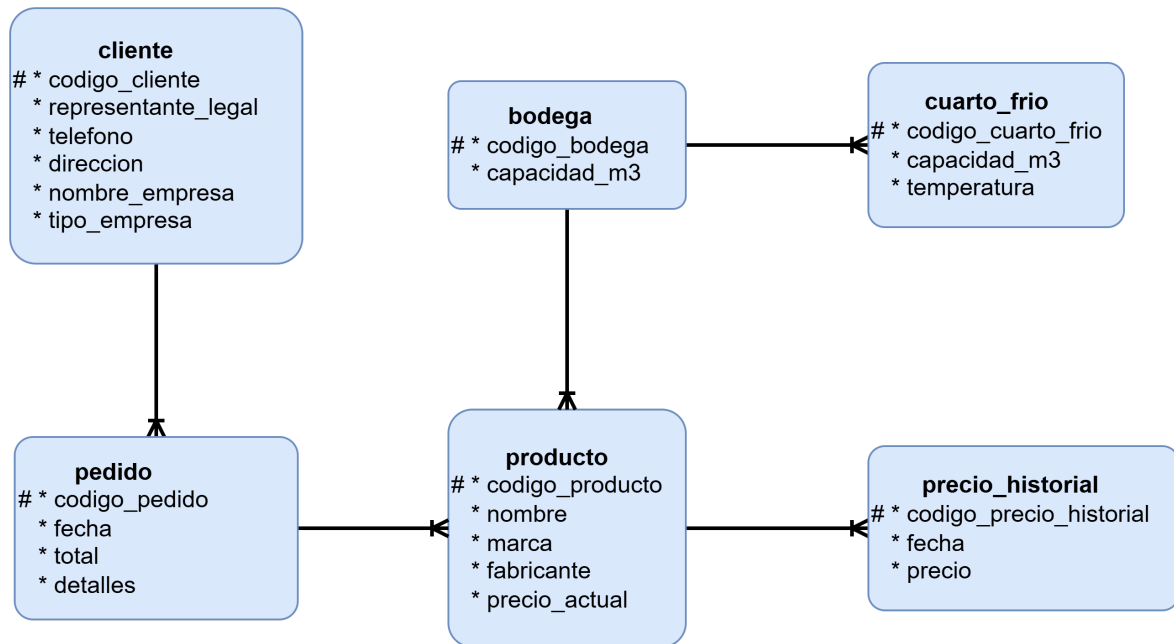 cliente
# * codigo_cliente
* representante_legal
* telefono
* direccion
* nombre_empresa
* tipo_empresa
bodega
# * codigo_bodega
* capacidad_m3
cuarto_frio
# * codigo_cuarto_frio
* capacidad_m3
* temperatura
pedido
# * codigo_pedido
* fecha
* total
* detalles
producto
# * codigo_producto
* nombre
* marca
* fabricante
* precio_actual
precio_historial
# * codigo_precio_historial
* fecha
* precio